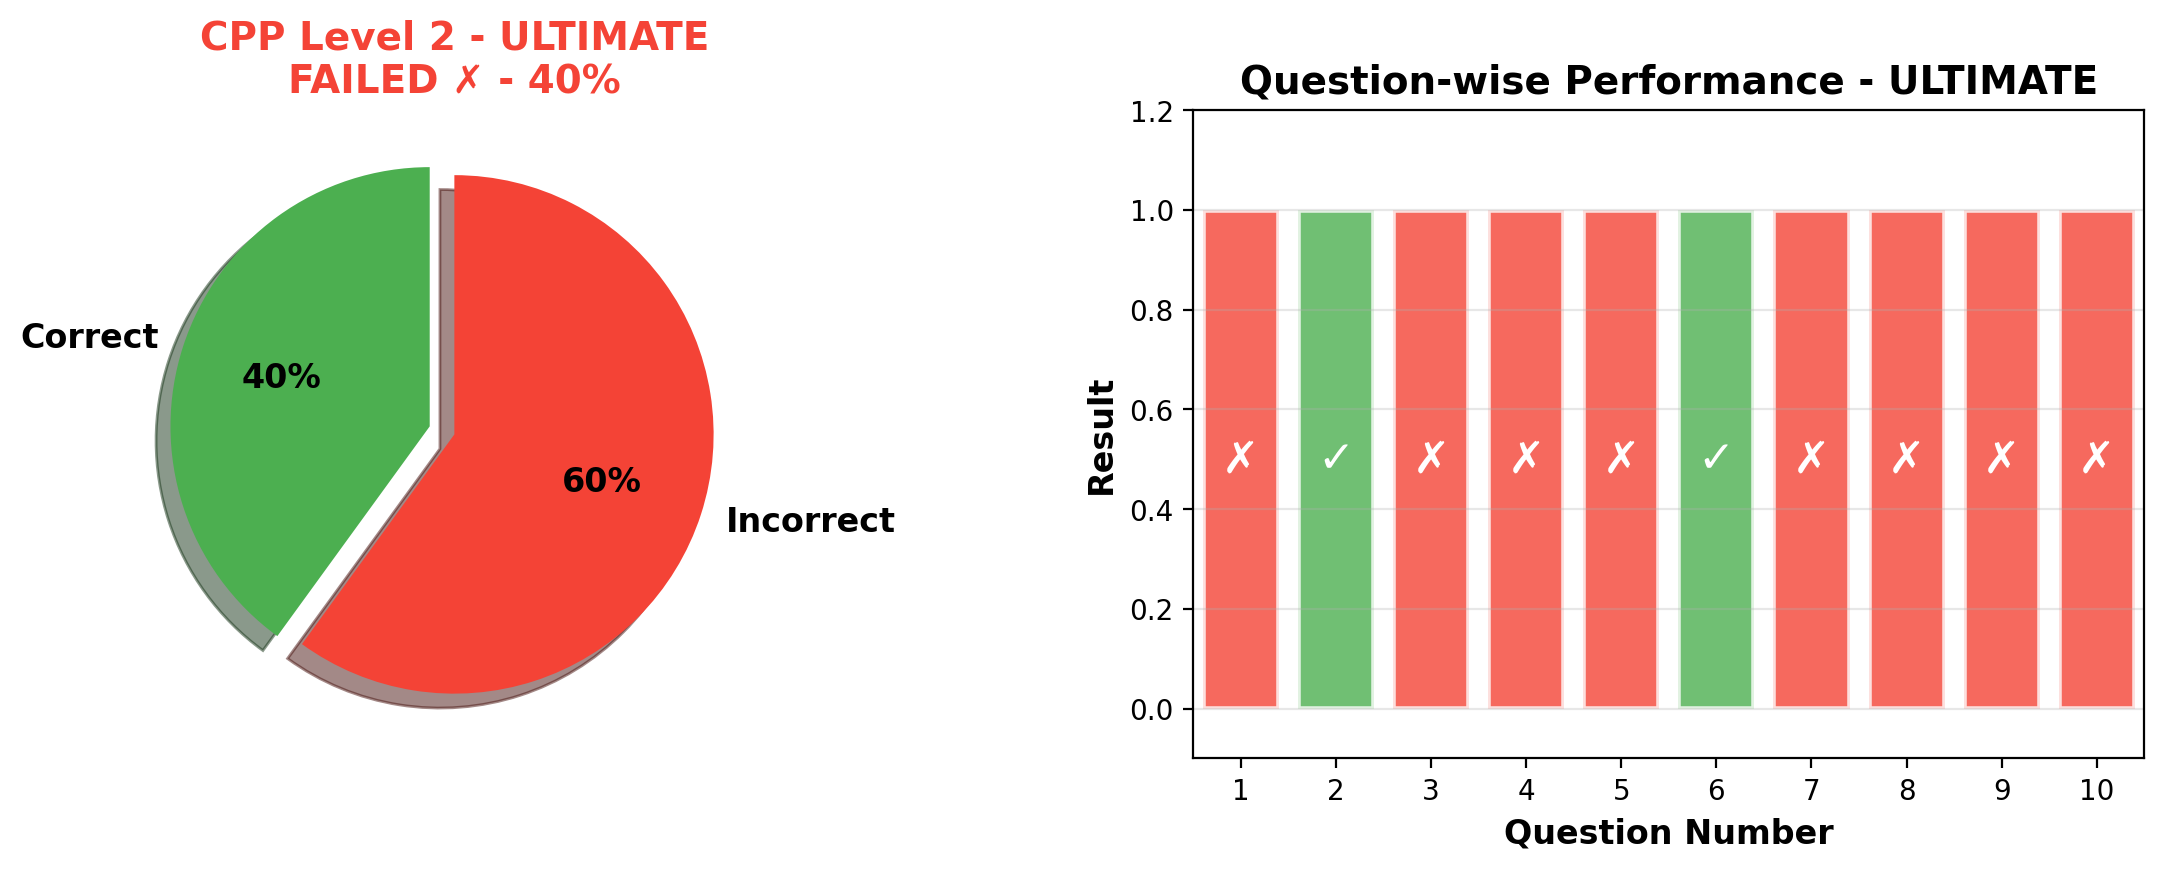 CPP Level 2 - ULTIMATE
FAILED ✗ - 40%
Correct
40%
60%
Incorrect
Question-wise Performance - ULTIMATE
Result
1.2
1.0
0.8
0.6
0.4
0.2
0.0
✗ ✓ ✗ ✗ ✗ ✓ ✗ ✗ ✗ ✗
1 2 3 4 5 6 7 8 9 10
Question Number